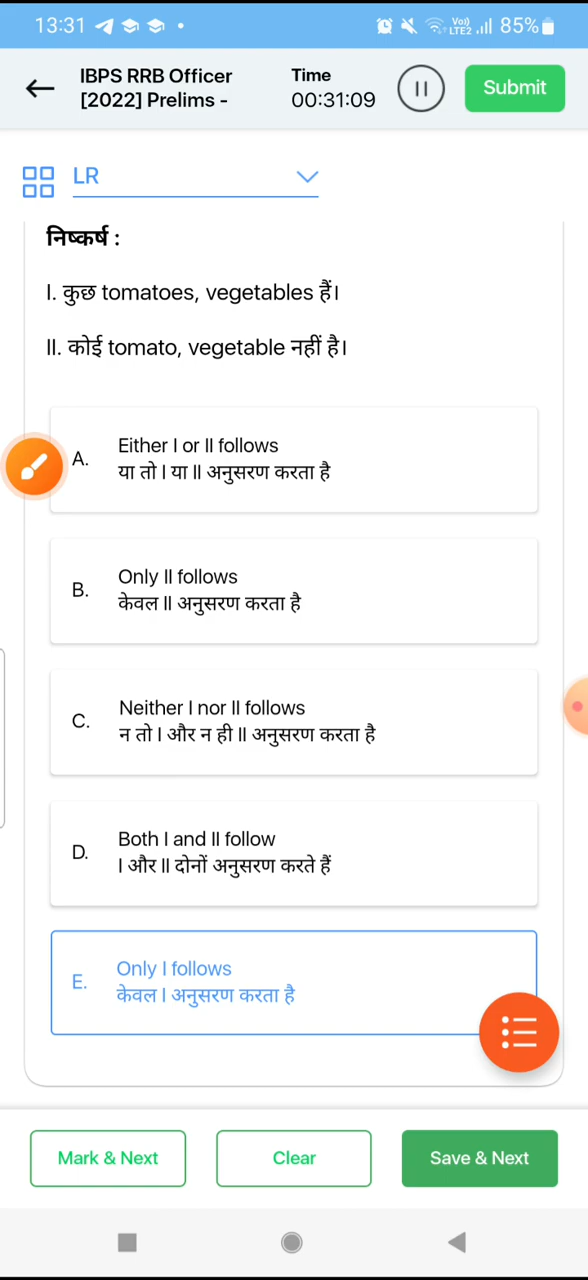 13:31
Vo))
LTE2
85%
IBPS RRB Officer
[2022] Prelims -
Time
00:31:09
Submit
LR
निष्कर्ष :
I. कुछ tomatoes, vegetables हैं।
II. कोई tomato, vegetable नहीं है।
A.
Either I or II follows
या तो I या II अनुसरण करता है
B.
Only II follows
केवल II अनुसरण करता है
C.
Neither I nor II follows
न तो I और न ही II अनुसरण करता है
D.
Both I and II follow
I और II दोनों अनुसरण करते हैं
E.
Only I follows
केवल I अनुसरण करता है
Mark & Next
Clear
Save & Next